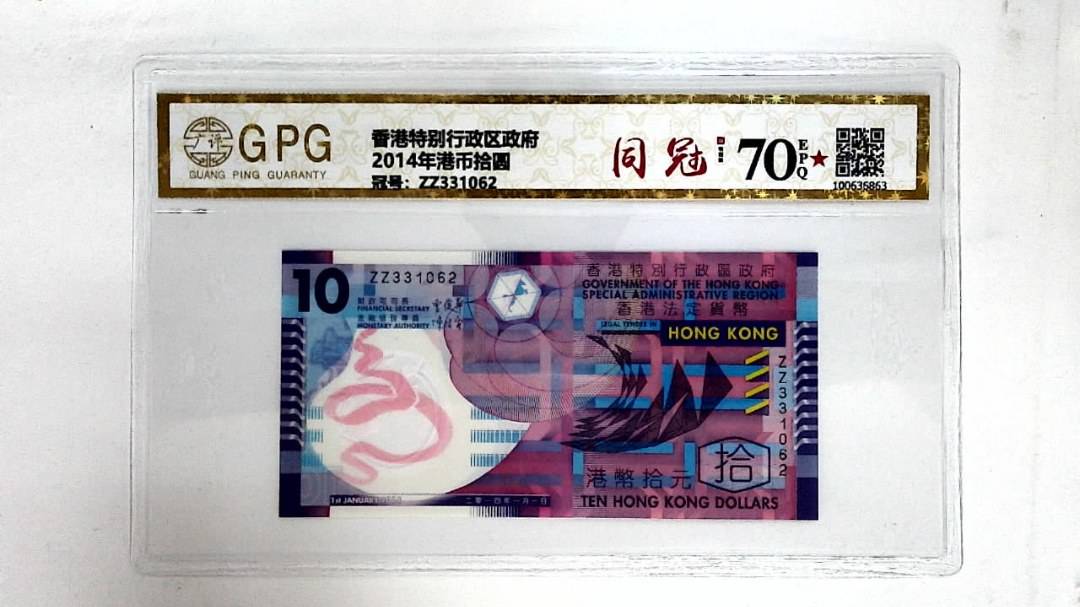 GPG
GUANG PING GUARANTY
香港特别行政区政府
2014年港币拾圆
冠号：ZZ331062
同冠
70
EPQ
100636863
10
ZZ331062
財政司司長
FINANCIAL SECRETARY
金融管理專員
MONETARY AUTHORITY
香港特別行政區政府
GOVERNMENT OF THE HONG KONG
SPECIAL ADMINISTRATIVE REGION
香港法定貨幣
LEGAL TENDER IN
HONG KONG
ZZ331062
拾
港幣拾元
TEN HONG KONG DOLLARS
1st JANUARY
二零一四年一月一日